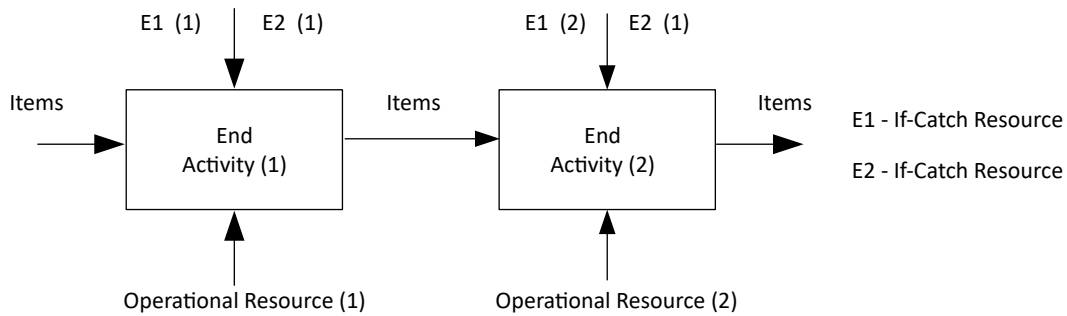 E1 (1) E2 (1)
E1 (2) E2 (1)
Items
Items
Items
End
Activity (1)
End
Activity (2)
E1 - If-Catch Resource
E2 - If-Catch Resource
Operational Resource (1)
Operational Resource (2)